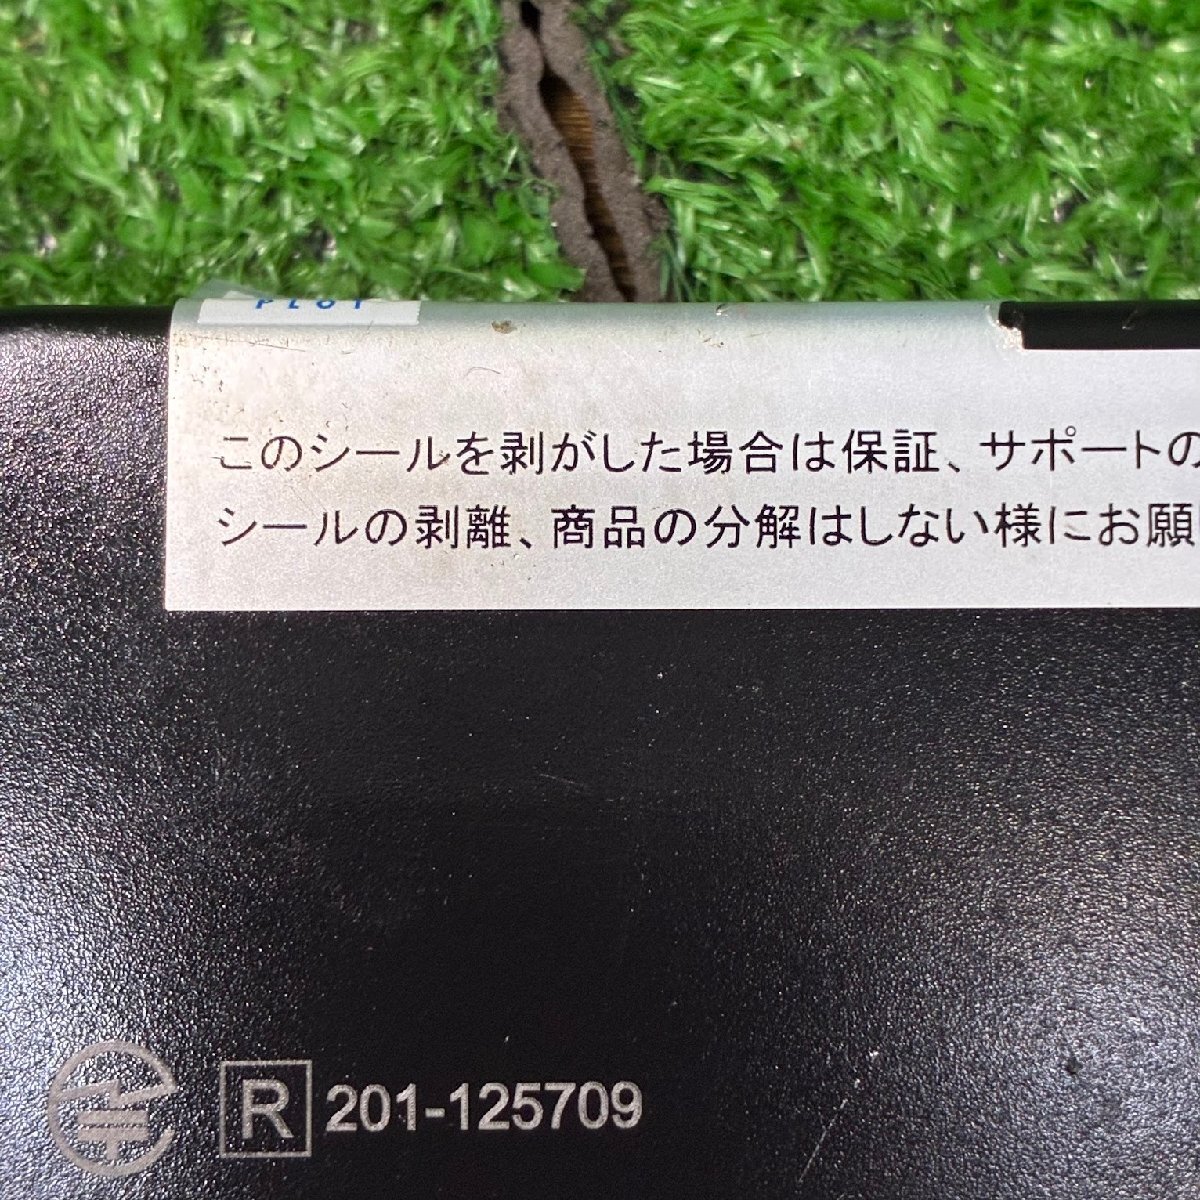 このシールを剥がした場合は保証、サポートの
シールの剥離、商品の分解はしない様にお願
R 201-125709